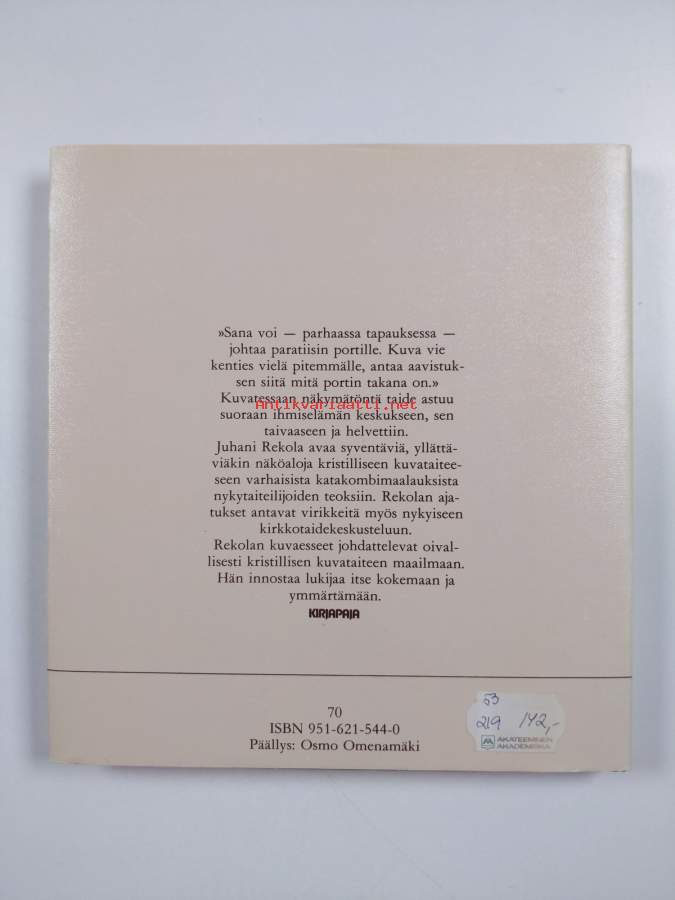 »Sana voi — parhaassa tapauksessa —
johtaa paratiisin portille. Kuva vie
kenties vielä pitemmälle, antaa aavistuk-
sen siitä mitä portin takana on.»
Kuvatessaan näkymätöntä taide astuu
Antikvariaatti.net
suoraan ihmiselämän keskukseen, sen
taivaaseen ja helvettiin.
Juhani Rekola avaa syventäviä, yllättä-
viäkin näköaloja kristilliseen kuvataitee-
seen varhaisista katakombimaalauksista
nykytaiteilijoiden teoksiin. Rekolan aja-
tukset antavat virikkeitä myös nykyiseen
kirkkotaidekeskusteluun.
Rekolan kuvaesseet johdattelevat oival-
lisesti kristillisen kuvataiteen maailmaan.
Hän innostaa lukijaa itse kokemaan ja
ymmärtämään.
KIRJAPAJA
70
ISBN 951-621-544-0
Päällys: Osmo Omenamäki
53
219 142,-
AKATEEMINEN
AKADEMISKA